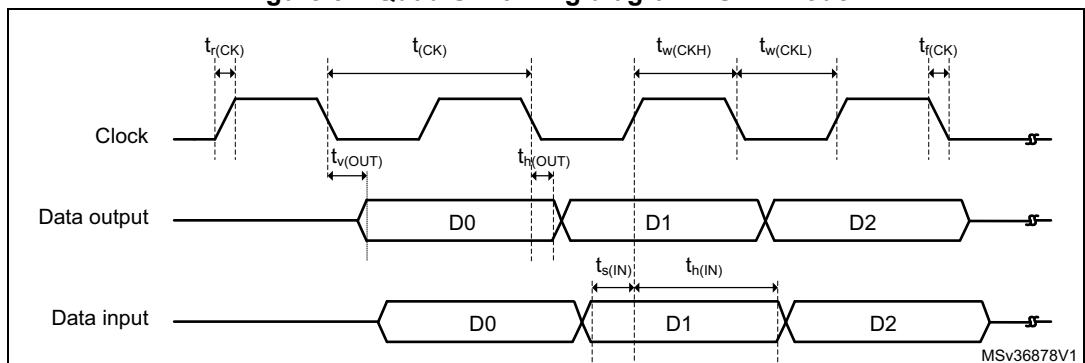 tr(CK) t(CK) tw(CKH) tw(CKL) tf(CK)
Clock
tv(OUT) th(OUT)
Data output D0 D1 D2
ts(IN) th(IN)
Data input D0 D1 D2
MSv36878V1